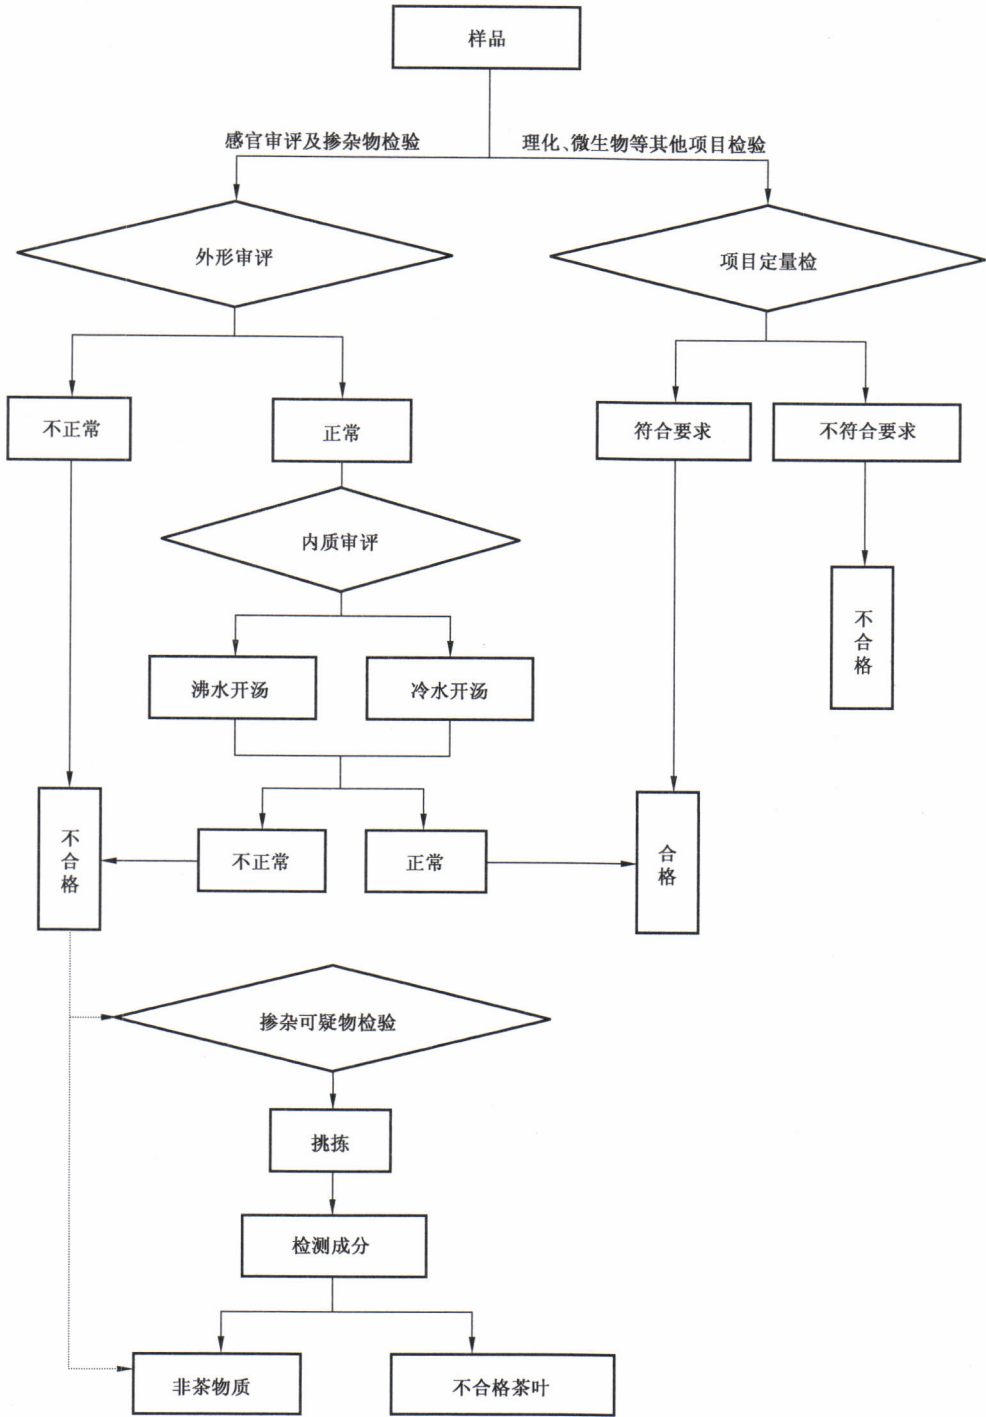 样品
感官审评及掺杂物检验
理化、微生物等其他项目检验
外形审评
项目定量检
不正常
正常
符合要求
不符合要求
内质审评
不合格
沸水开汤
冷水开汤
不合格
不正常
正常
合格
掺杂可疑物检验
挑拣
检测成分
非茶物质
不合格茶叶